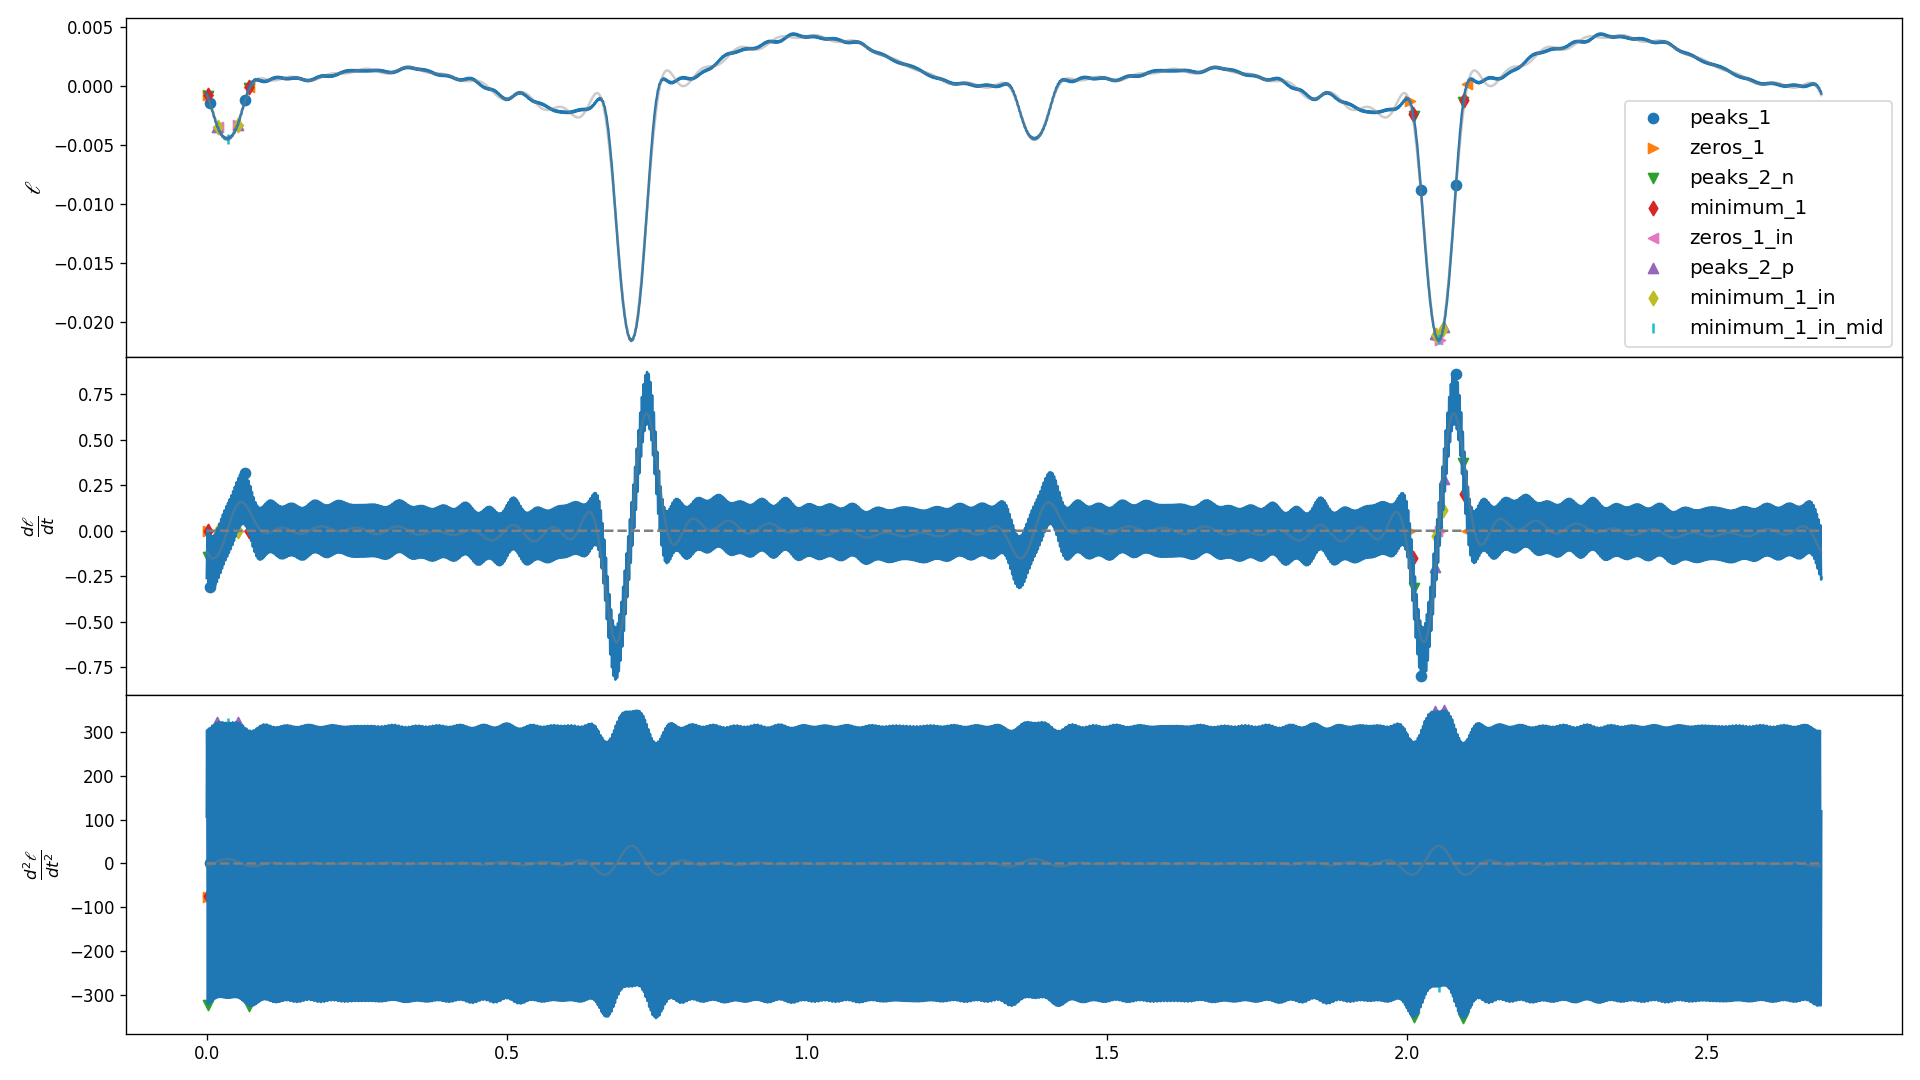 0.005
0.000
−0.005
−0.010
−0.015
−0.020
ℓ
peaks_1
zeros_1
peaks_2_n
minimum_1
zeros_1_in
peaks_2_p
minimum_1_in
minimum_1_in_mid
0.75
0.50
0.25
0.00
−0.25
−0.50
−0.75
dℓ
dt
300
200
100
0
−100
−200
−300
d²ℓ
dt²
0.0 0.5 1.0 1.5 2.0 2.5